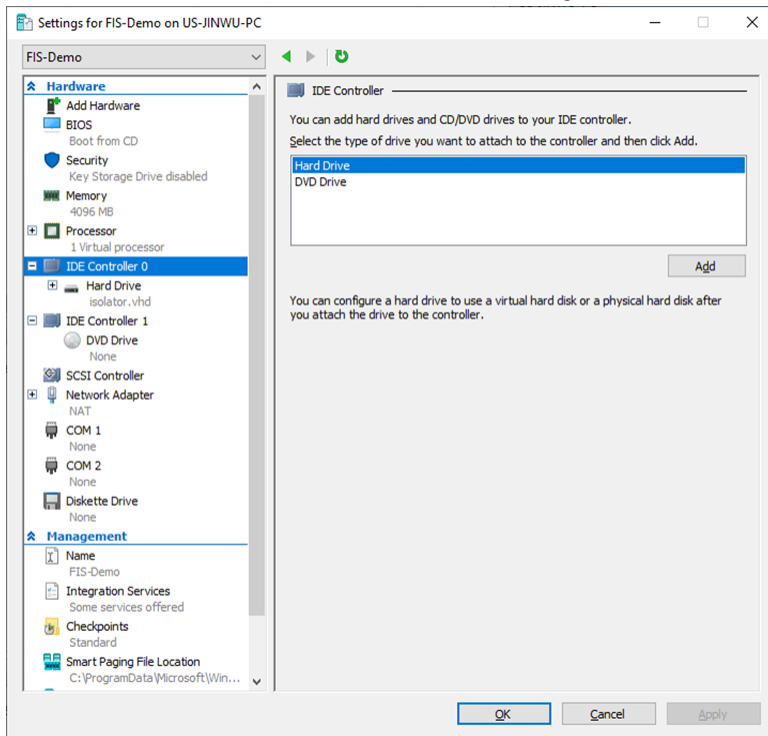 Settings for FIS-Demo on US-JINWU-PC
FIS-Demo
Hardware
Add Hardware
BIOS
Boot from CD
Security
Key Storage Drive disabled
Memory
4096 MB
Processor
1 Virtual processor
IDE Controller 0
Hard Drive
isolator.vhd
IDE Controller 1
DVD Drive
None
SCSI Controller
Network Adapter
NAT
COM 1
None
COM 2
None
Diskette Drive
None
Management
Name
FIS-Demo
Integration Services
Some services offered
Checkpoints
Standard
Smart Paging File Location
C:\ProgramData\Microsoft\Win...
IDE Controller
You can add hard drives and CD/DVD drives to your IDE controller.
Select the type of drive you want to attach to the controller and then click Add.
Hard Drive
DVD Drive
Add
You can configure a hard drive to use a virtual hard disk or a physical hard disk after
you attach the drive to the controller.
OK
Cancel
Apply